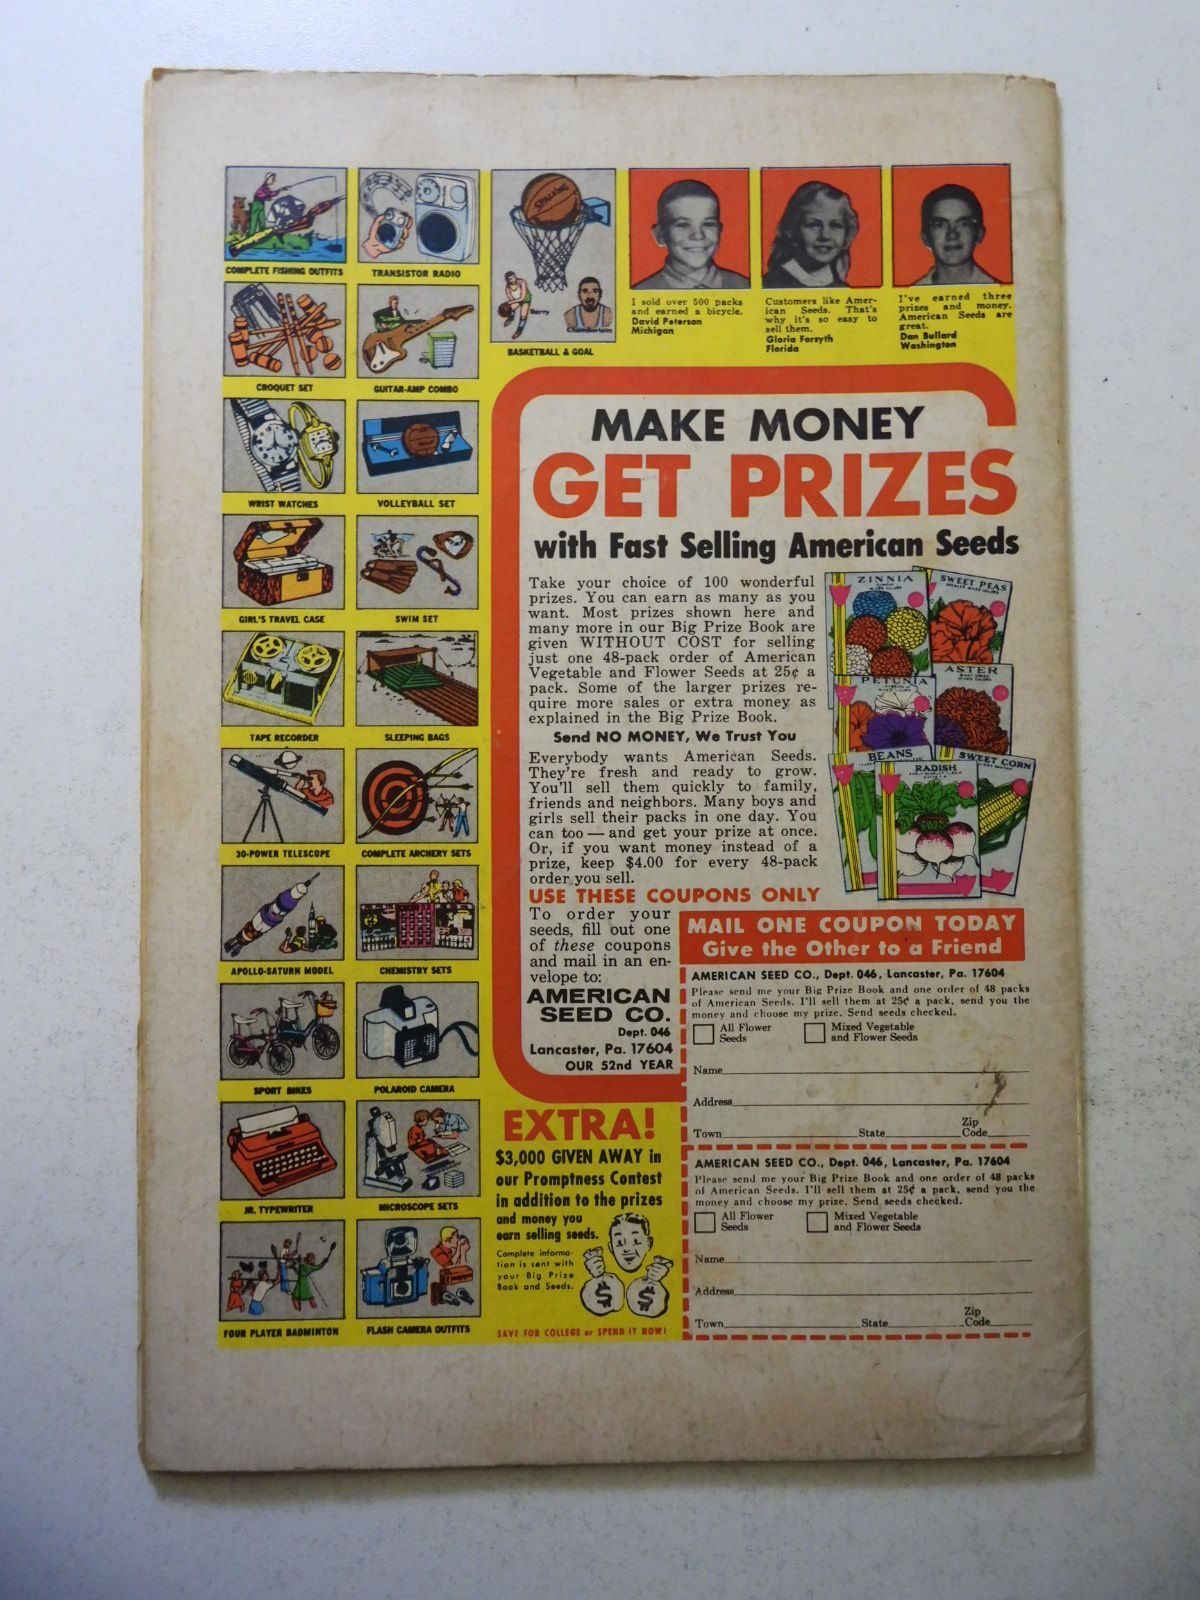 COMPLETE FISHING OUTFITS
TRANSISTOR RADIO
CROQUET SET
GUITAR-AMP COMBO
WRIST WATCHES
VOLLEYBALL SET
GIRL'S TRAVEL CASE
SWIM SET
TAPE RECORDER
SLEEPING BAGS
30-POWER TELESCOPE
COMPLETE ARCHERY SETS
APOLLO-SATURN MODEL
CHEMISTRY SETS
SPORT BIKES
POLAROID CAMERA
JR. TYPEWRITER
MICROSCOPE SETS
FOUR PLAYER BADMINTON
FLASH CAMERA OUTFITS
SPALDING
Barry
Chamberlain
BASKETBALL & GOAL
I sold over 500 packs
and earned a bicycle.
David Peterson
Michigan
Customers like Amer-
ican Seeds. That's
why it's so easy to
sell them.
Gloria Forsyth
Florida
I've earned three
prizes and money.
American Seeds are
great.
Dan Bullard
Washington
MAKE MONEY
GET PRIZES
with Fast Selling American Seeds
Take your choice of 100 wonderful
prizes. You can earn as many as you
want. Most prizes shown here and
many more in our Big Prize Book are
given WITHOUT COST for selling
just one 48-pack order of American
Vegetable and Flower Seeds at 25¢ a
pack. Some of the larger prizes re-
quire more sales or extra money as
explained in the Big Prize Book.
Send NO MONEY, We Trust You
Everybody wants American Seeds.
They're fresh and ready to grow.
You'll sell them quickly to family,
friends and neighbors. Many boys and
girls sell their packs in one day. You
can too — and get your prize at once.
Or, if you want money instead of a
prize, keep $4.00 for every 48-pack
order you sell.
ZINNIA
SWEET PEAS
PETUNIA
ASTER
BEANS
RADISH
SWEET CORN
USE THESE COUPONS ONLY
To order your
seeds, fill out one
of these coupons
and mail in an en-
velope to:
AMERICAN
SEED CO.
Dept. 046
Lancaster, Pa. 17604
OUR 52nd YEAR
MAIL ONE COUPON TODAY
Give the Other to a Friend
AMERICAN SEED CO., Dept. 046, Lancaster, Pa. 17604
Please send me your Big Prize Book and one order of 48 packs
of American Seeds. I'll sell them at 25¢ a pack, send you the
money and choose my prize. Send seeds checked.
All Flower
Seeds
Mixed Vegetable
and Flower Seeds
Name
Address
Town State Zip Code
AMERICAN SEED CO., Dept. 046, Lancaster, Pa. 17604
Please send me your Big Prize Book and one order of 48 packs
of American Seeds. I'll sell them at 25¢ a pack, send you the
money and choose my prize. Send seeds checked.
All Flower
Seeds
Mixed Vegetable
and Flower Seeds
Name
Address
Town State Zip Code
EXTRA!
$3,000 GIVEN AWAY in
our Promptness Contest
in addition to the prizes
and money you
earn selling seeds.
Complete informa-
tion is sent with
your Big Prize
Book and Seeds.
$ $
SAVE FOR COLLEGE or SPEND IT NOW!